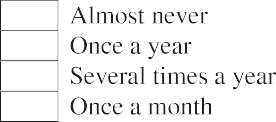 Almost never
Once a year
Several times a year
Once a month